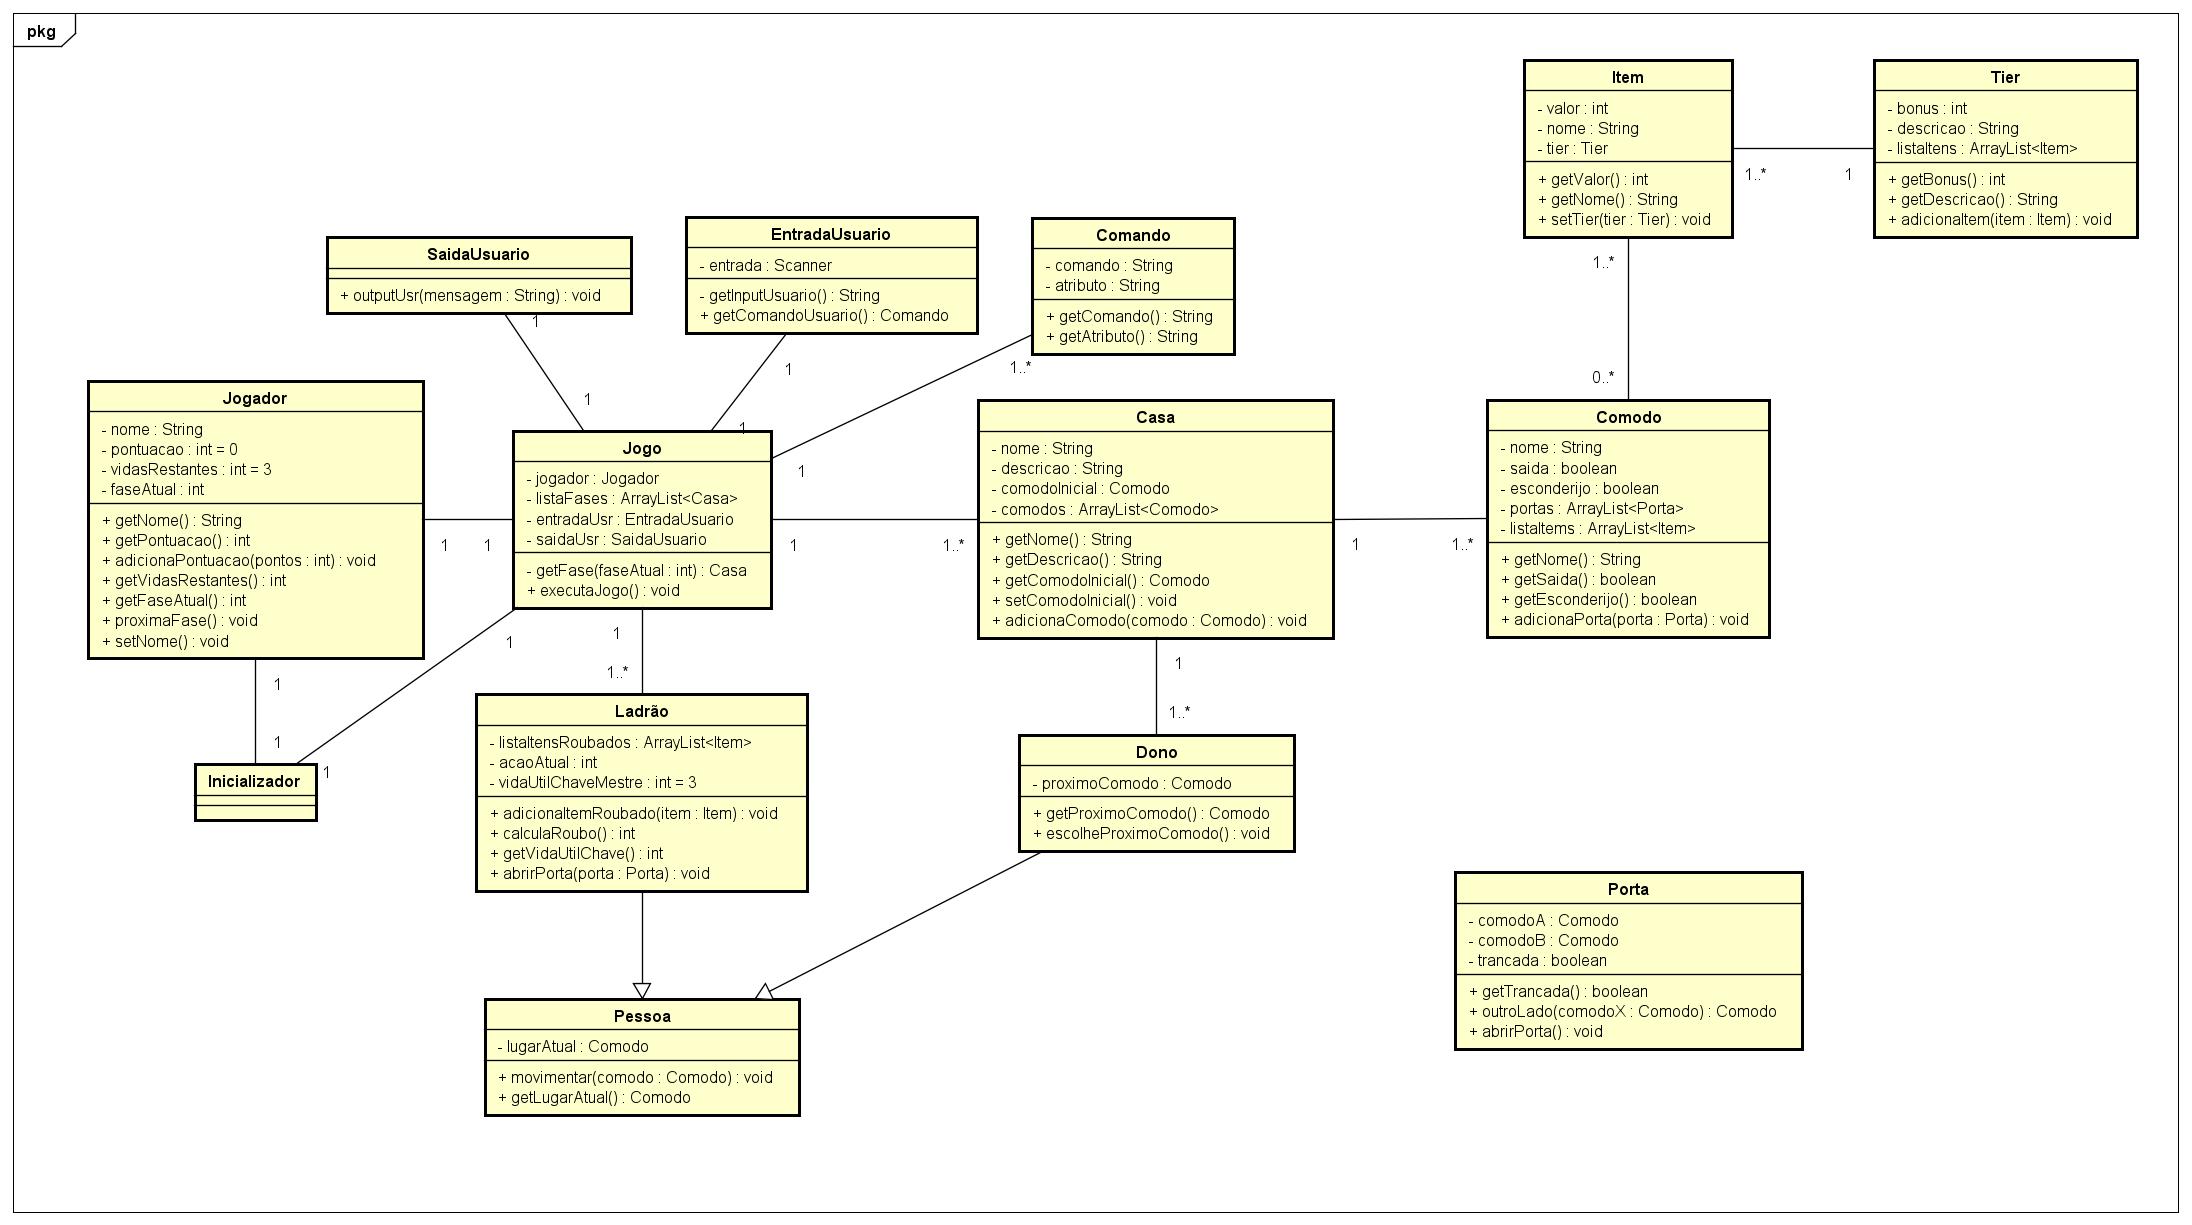 pkg
Item
- valor : int
- nome : String
- tier : Tier
+ getValor() : int
+ getNome() : String
+ setTier(tier : Tier) : void
Tier
- bonus : int
- descricao : String
- listaItens : ArrayList<Item>
+ getBonus() : int
+ getDescricao() : String
+ adicionaItem(item : Item) : void
1..*
1
1..*
0..*
SaidaUsuario
+ outputUsr(mensagem : String) : void
1
1
EntradaUsuario
- entrada : Scanner
- getInputUsuario() : String
+ getComandoUsuario() : Comando
1
1
Comando
- comando : String
- atributo : String
+ getComando() : String
+ getAtributo() : String
1..*
1
Jogador
- nome : String
- pontuacao : int = 0
- vidasRestantes : int = 3
- faseAtual : int
+ getNome() : String
+ getPontuacao() : int
+ adicionaPontuacao(pontos : int) : void
+ getVidasRestantes() : int
+ getFaseAtual() : int
+ proximaFase() : void
+ setNome() : void
1
1
Jogo
- jogador : Jogador
- listaFases : ArrayList<Casa>
- entradaUsr : EntradaUsuario
- saidaUsr : SaidaUsuario
- getFase(faseAtual : int) : Casa
+ executaJogo() : void
1
1..*
Casa
- nome : String
- descricao : String
- comodoInicial : Comodo
- comodos : ArrayList<Comodo>
+ getNome() : String
+ getDescricao() : String
+ getComodoInicial() : Comodo
+ setComodoInicial() : void
+ adicionaComodo(comodo : Comodo) : void
1
1..*
Comodo
- nome : String
- saida : boolean
- esconderijo : boolean
- portas : ArrayList<Porta>
- listaItems : ArrayList<Item>
+ getNome() : String
+ getSaida() : boolean
+ getEsconderijo() : boolean
+ adicionaPorta(porta : Porta) : void
1
1
1
1
Inicializador
1
1..*
Ladrão
- listaItensRoubados : ArrayList<Item>
- acaoAtual : int
- vidaUtilChaveMestre : int = 3
+ adicionaItemRoubado(item : Item) : void
+ calculaRoubo() : int
+ getVidaUtilChave() : int
+ abrirPorta(porta : Porta) : void
1
1..*
Dono
- proximoComodo : Comodo
+ getProximoComodo() : Comodo
+ escolheProximoComodo() : void
Porta
- comodoA : Comodo
- comodoB : Comodo
- trancada : boolean
+ getTrancada() : boolean
+ outroLado(comodoX : Comodo) : Comodo
+ abrirPorta() : void
Pessoa
- lugarAtual : Comodo
+ movimentar(comodo : Comodo) : void
+ getLugarAtual() : Comodo